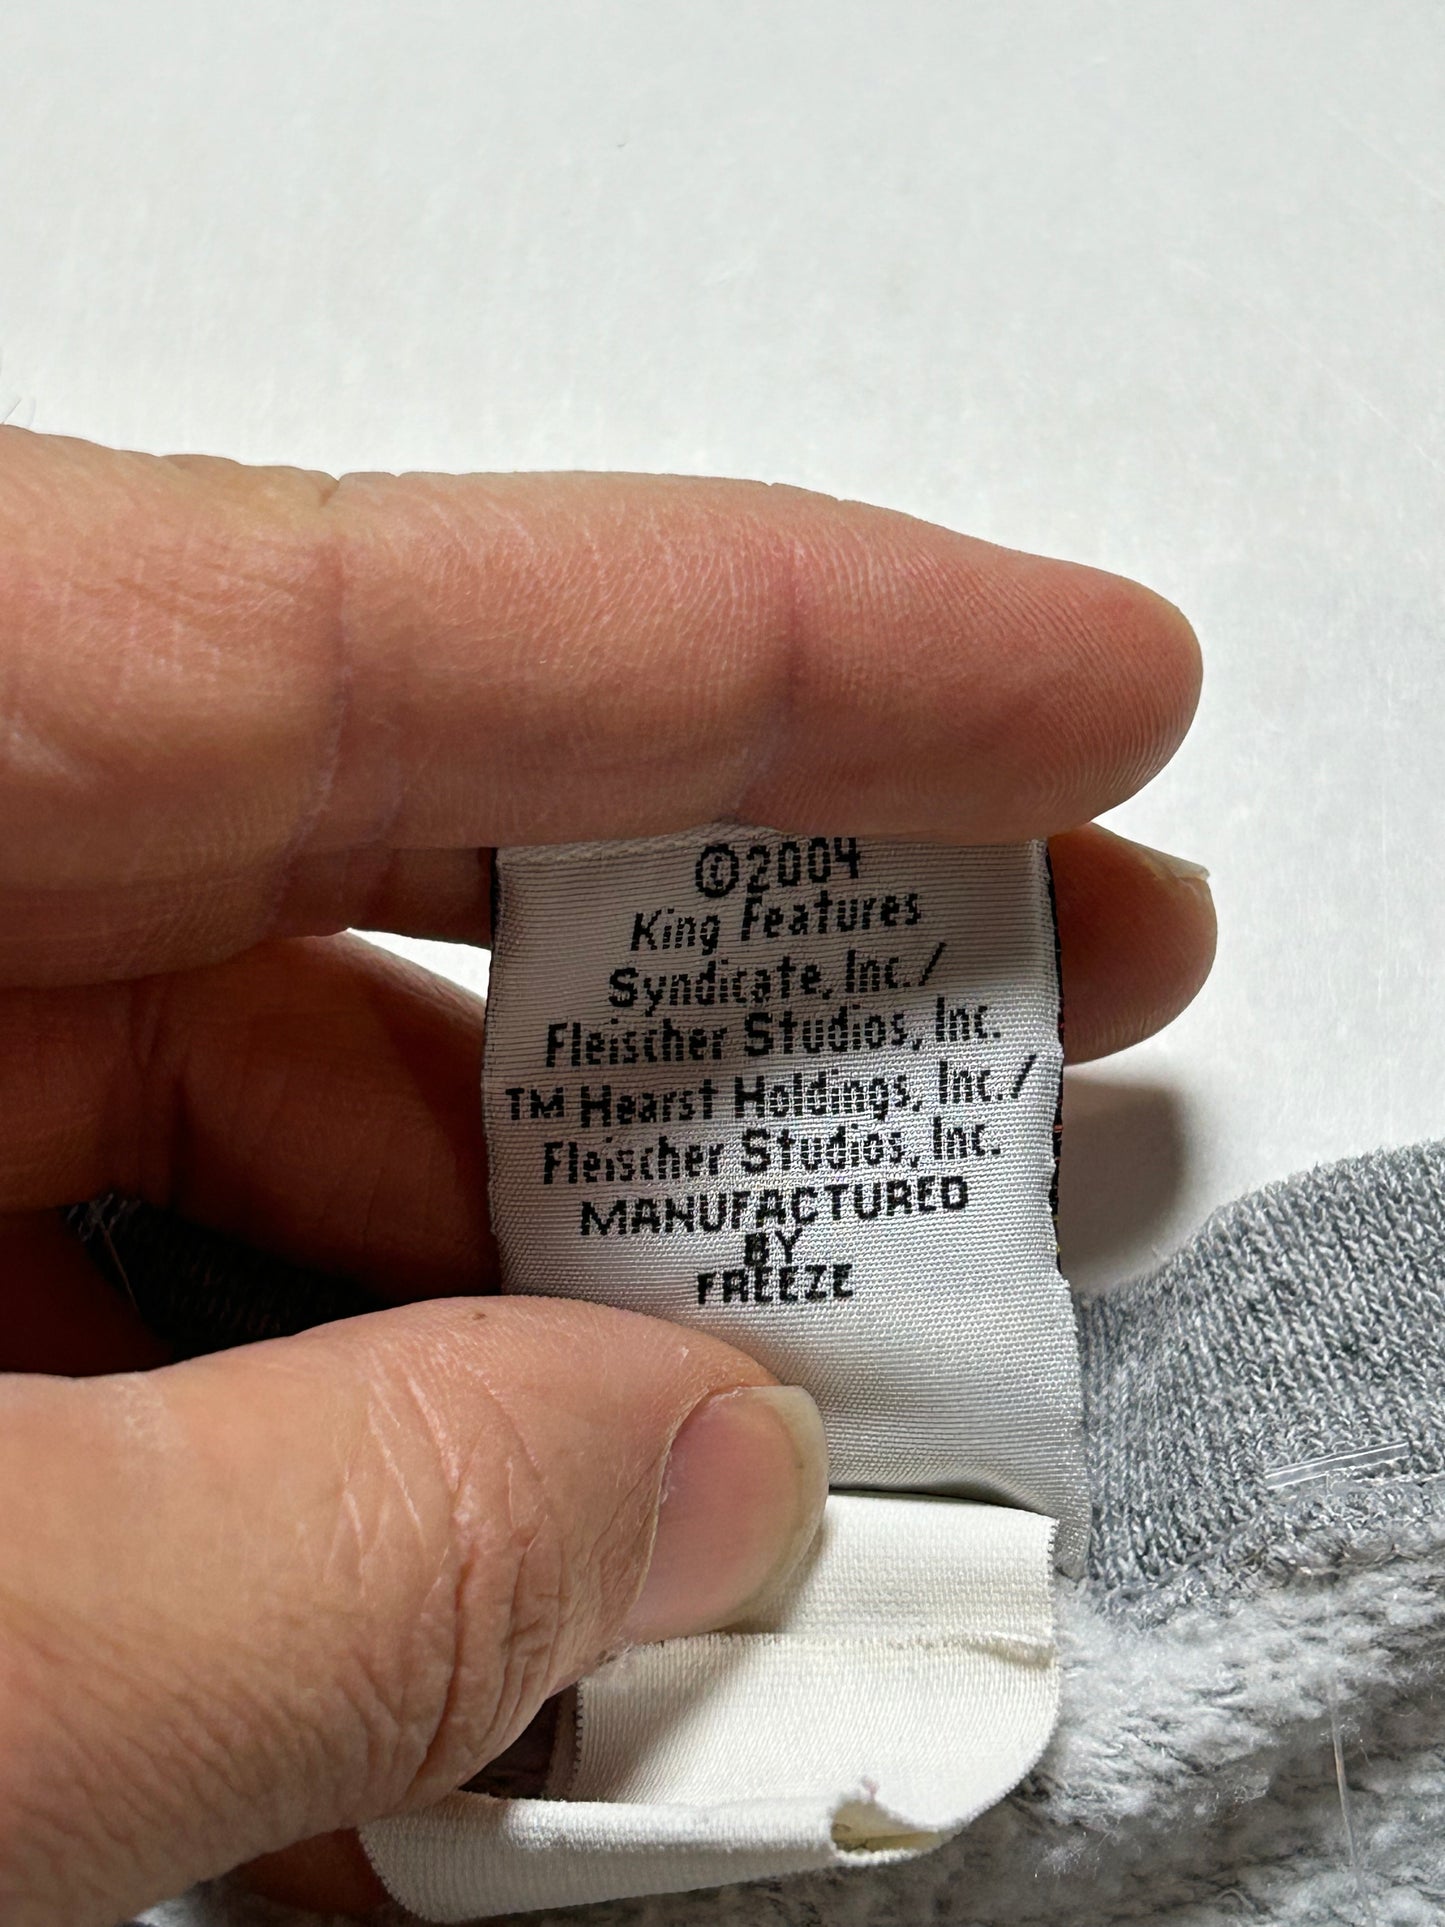 ©2004
King Features
Syndicate, Inc./
Fleischer Studios, Inc.
™ Hearst Holdings, Inc./
Fleischer Studios, Inc.
MANUFACTURED
BY
FREEZE